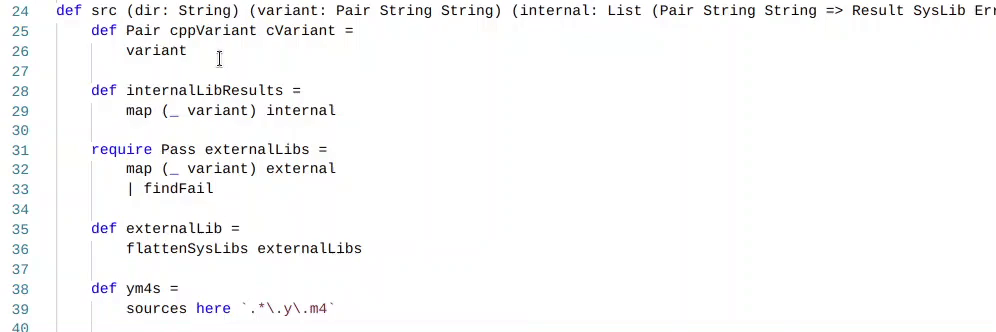 24 def src (dir: String) (variant: Pair String String) (internal: List (Pair String String => Result SysLib Err
25 def Pair cppVariant cVariant =
26 variant
27
28 def internalLibResults =
29 map (_ variant) internal
30
31 require Pass externalLibs =
32 map (_ variant) external
33 | findFail
34
35 def externalLib =
36 flattenSysLibs externalLibs
37
38 def ym4s =
39 sources here `.*\.y\.m4`
40